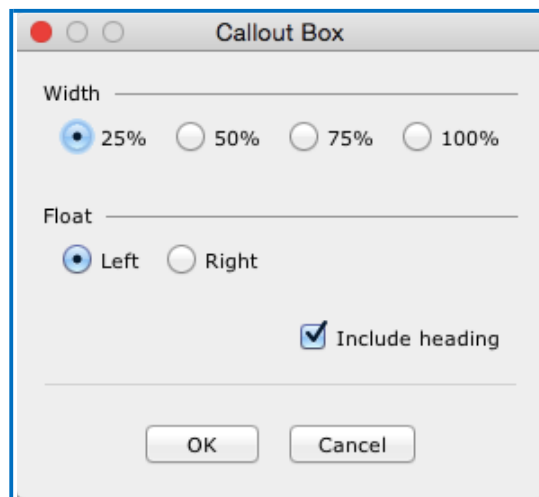 Callout Box
Width
25% 50% 75% 100%
Float
Left Right
Include heading
OK Cancel